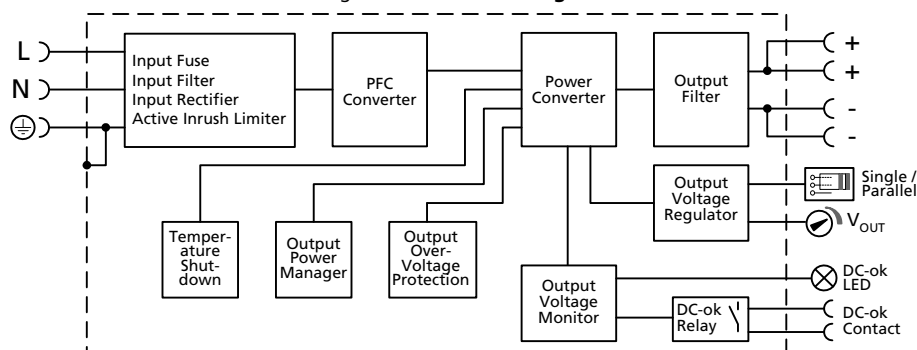 L
N
Input Fuse
Input Filter
Input Rectifier
Active Inrush Limiter
PFC
Converter
Power
Converter
Output
Filter
+
+
-
-
Output
Voltage
Regulator
Single /
Parallel
VOUT
Temper-
ature
Shut-
down
Output
Power
Manager
Output
Over-
Voltage
Protection
Output
Voltage
Monitor
DC-ok
LED
DC-ok
Relay
DC-ok
Contact